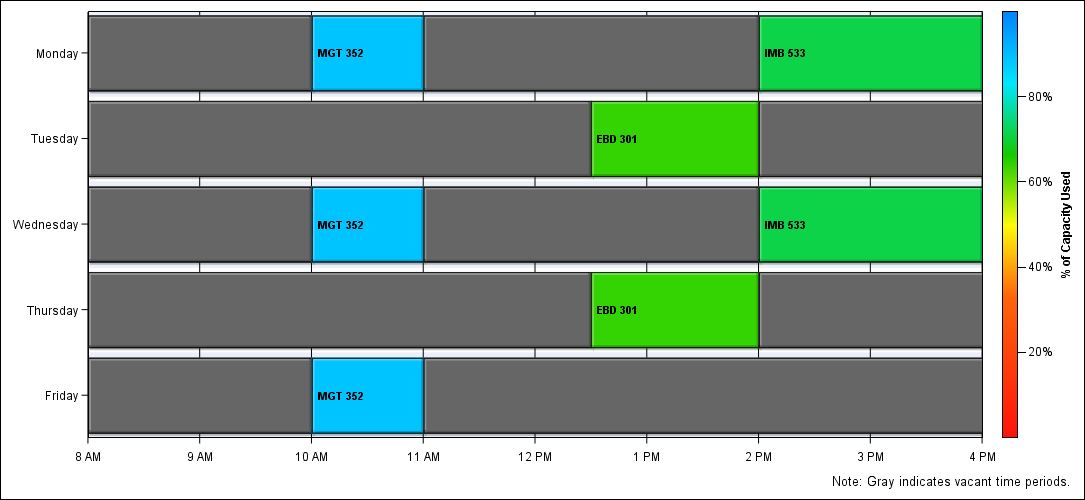 Monday
MGT 352
IMB 533
Tuesday
EBD 301
Wednesday
MGT 352
IMB 533
Thursday
EBD 301
Friday
MGT 352
8 AM
9 AM
10 AM
11 AM
12 PM
1 PM
2 PM
3 PM
4 PM
80%
60%
40%
20%
% of Capacity Used
Note: Gray indicates vacant time periods.